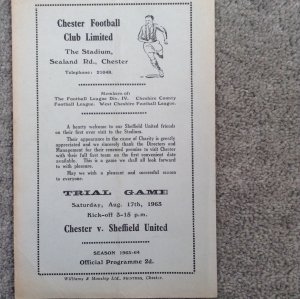 Chester Football
Club Limited
The Stadium,
Sealand Rd., Chester
Telephone: 21048.
Members of:
The Football League Div. IV. Cheshire County
Football League. West Cheshire Football League.
A hearty welcome to our Sheffield United friends
on their first ever visit to the Stadium.
Their appearance in the cause of Charity is greatly
appreciated and we sincerely thank the Directors and
Management for their renewed promise to visit Chester
with their full first team on the first convenient date
available. This is a game we shall all look forward to
with pleasure.
May we wish a pleasant and successful season
to everyone.
TRIAL GAME
Saturday, Aug. 17th, 1963
Kick-off 3-15 p.m.
Chester v. Sheffield United
SEASON 1963-64
Official Programme 2d.
Williams & Ltd., Printers, Chester.